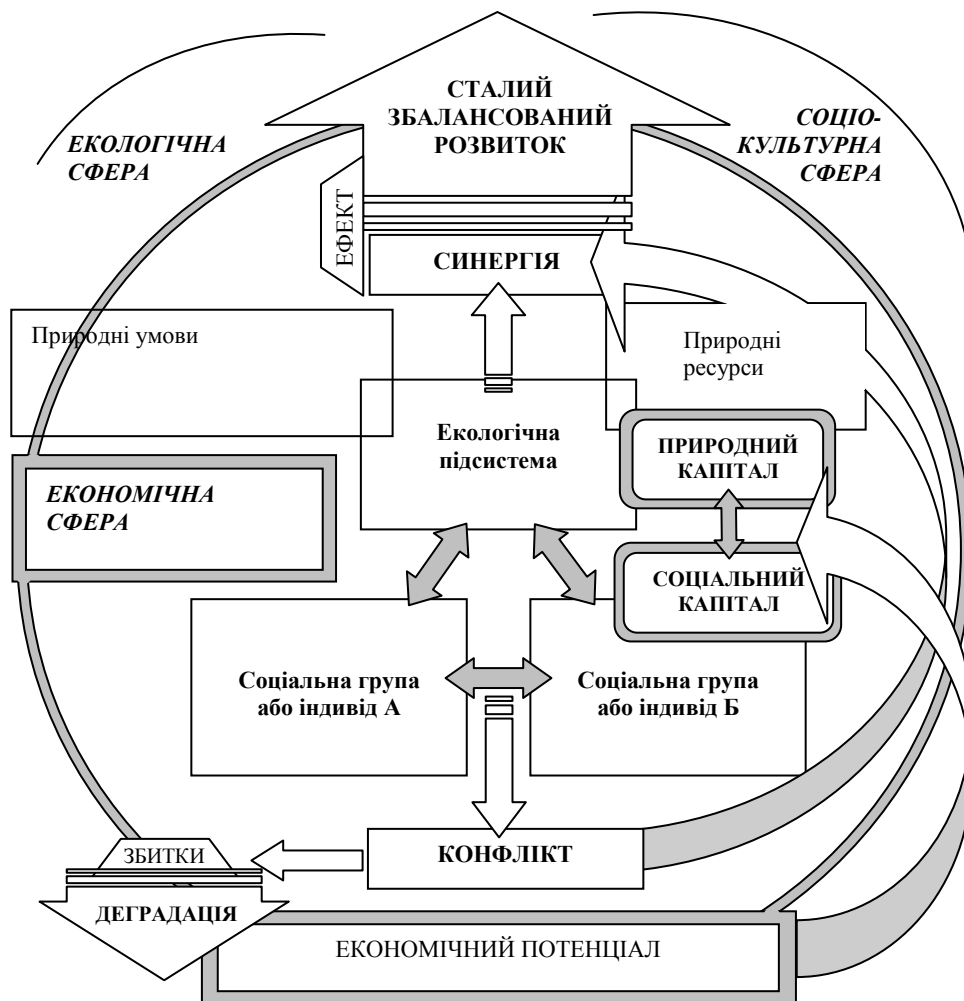 СТАЛИЙ
ЗБАЛАНСОВАНИЙ
РОЗВИТОК
ЕКОЛОГІЧНА
СФЕРА
СОЦІО-
КУЛЬТУРНА
СФЕРА
ЕФЕКТ
СИНЕРГІЯ
Природні умови
Природні
ресурси
Екологічна
підсистема
ПРИРОДНИЙ
КАПІТАЛ
ЕКОНОМІЧНА
СФЕРА
СОЦІАЛЬНИЙ
КАПІТАЛ
Соціальна група
або індивід А
Соціальна група
або індивід Б
КОНФЛІКТ
ЗБИТКИ
ДЕГРАДАЦІЯ
ЕКОНОМІЧНИЙ ПОТЕНЦІАЛ